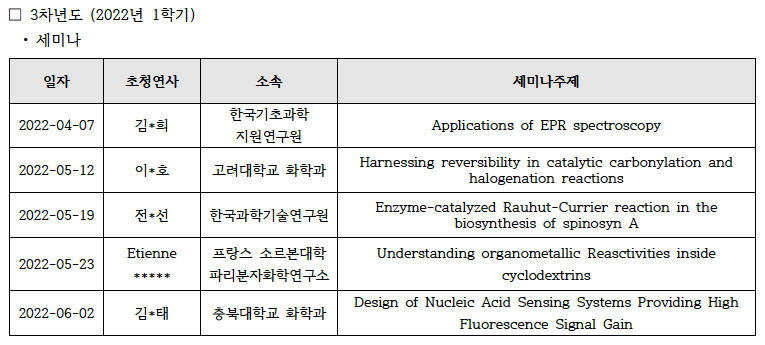 □ 3차년도 (2022년 1학기)
• 세미나
일자 초청연사 소속 세미나주제
2022-04-07 김*희 한국기초과학
지원연구원 Applications of EPR spectroscopy
2022-05-12 이*호 고려대학교 화학과 Harnessing reversibility in catalytic carbonylation and
halogenation reactions
2022-05-19 전*선 한국과학기술연구원 Enzyme-catalyzed Rauhut-Currier reaction in the
biosynthesis of spinosyn A
2022-05-23 Etienne
***** 프랑스 소르본대학
파리분자화학연구소 Understanding organometallic Reasctivities inside
cyclodextrins
2022-06-02 김*태 충북대학교 화학과 Design of Nucleic Acid Sensing Systems Providing High
Fluorescence Signal Gain